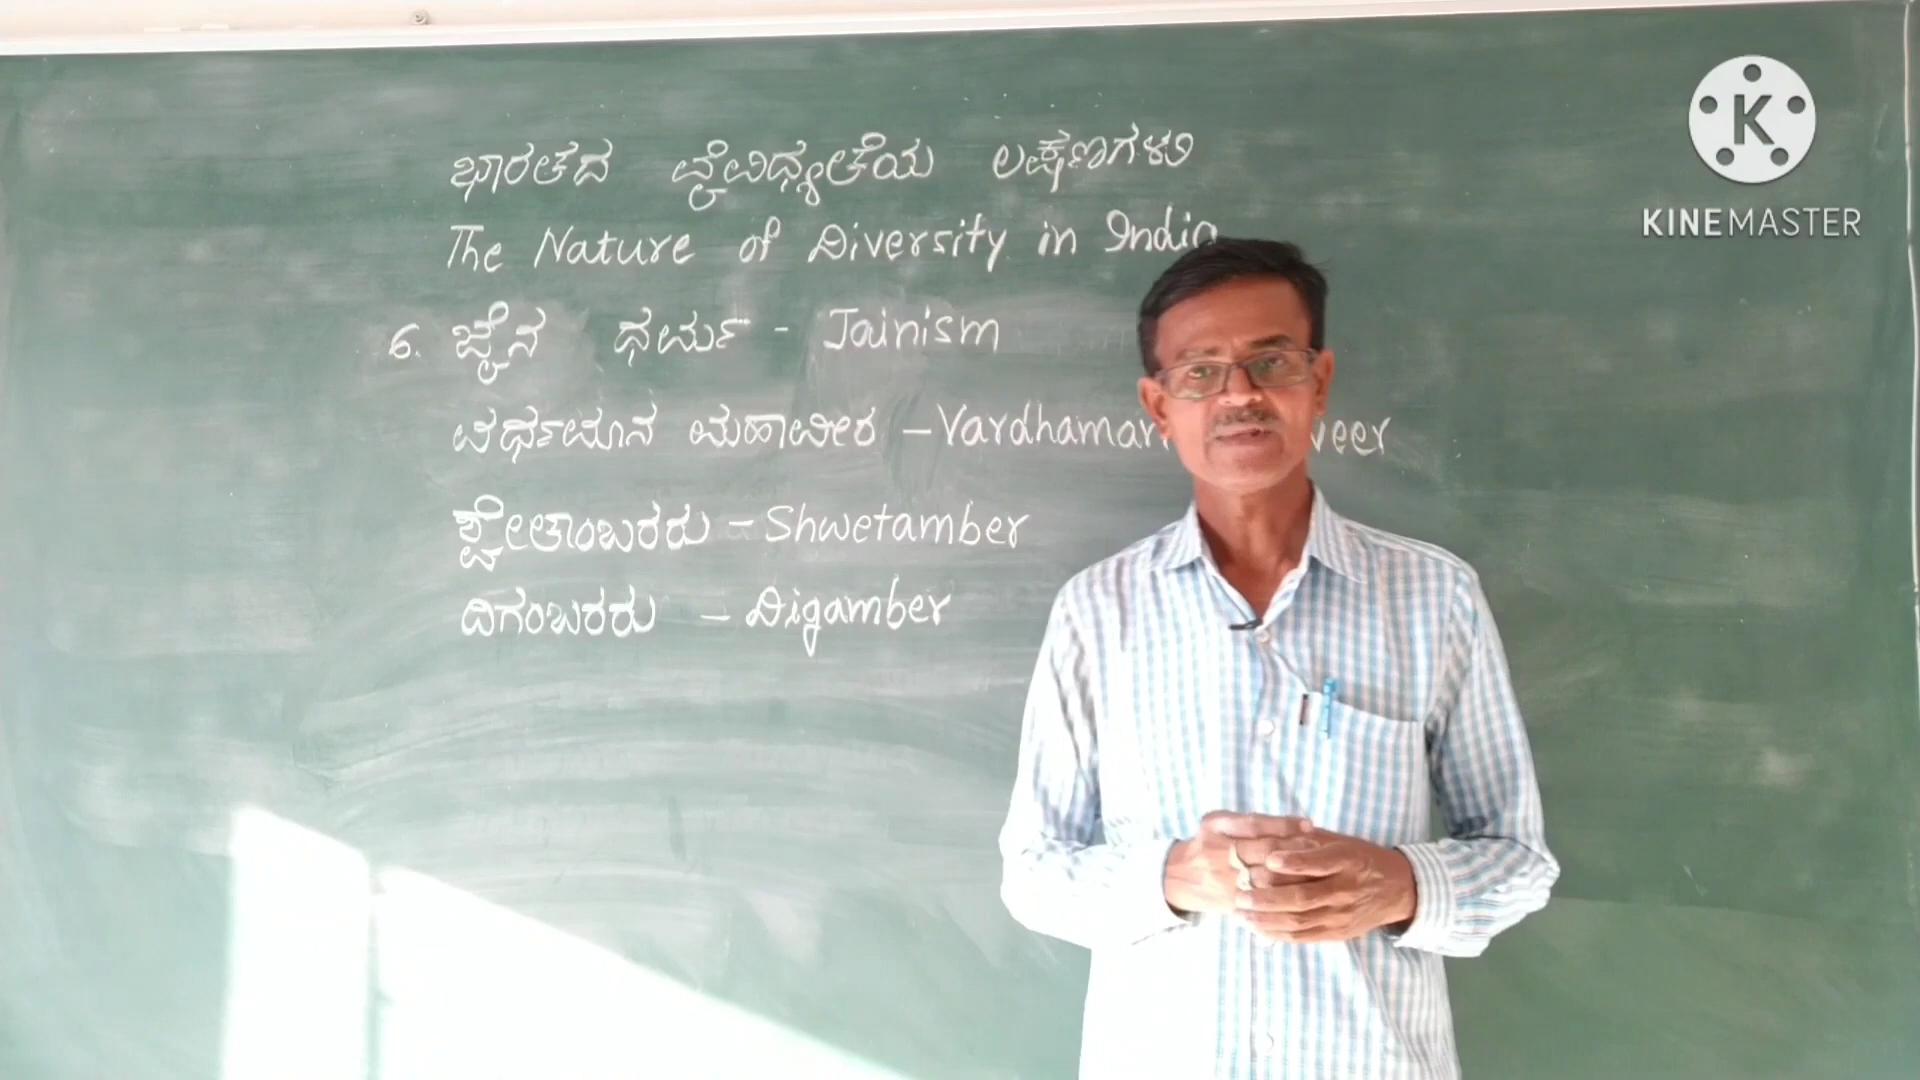 ಭಾರತದ ವೈವಿಧ್ಯತೆಯ ಲಕ್ಷಣಗಳು
The Nature of Diversity in India
6. ಜೈನ ಧರ್ಮ - Jainism
ವರ್ಧಮಾನ ಮಹಾವೀರ - Vardhaman
ಶ್ವೇತಾಂಬರರು - Shwetamber
ದಿಗಂಬರರು - Digamber
K
KINEMASTER